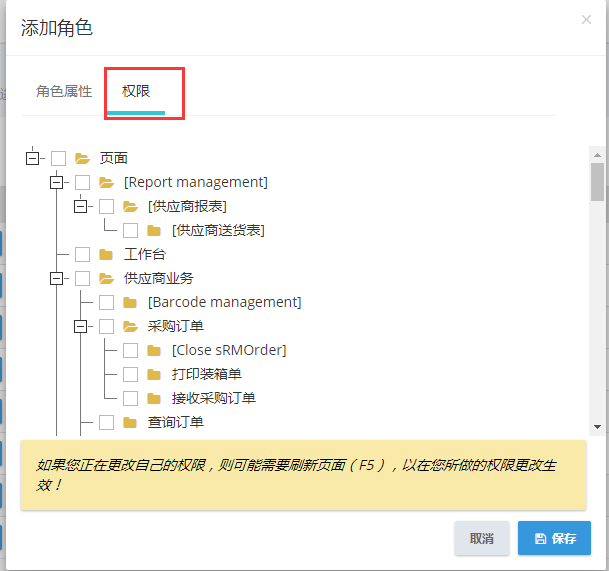 添加角色
×
角色属性 权限
页面
[Report management]
[供应商报表]
[供应商送货表]
工作台
供应商业务
[Barcode management]
采购订单
[Close sRMOrder]
打印装箱单
接收采购订单
查询订单
如果您正在更改自己的权限，则可能需要刷新页面（F5），以在您所做的权限更改生
效！
取消 保存